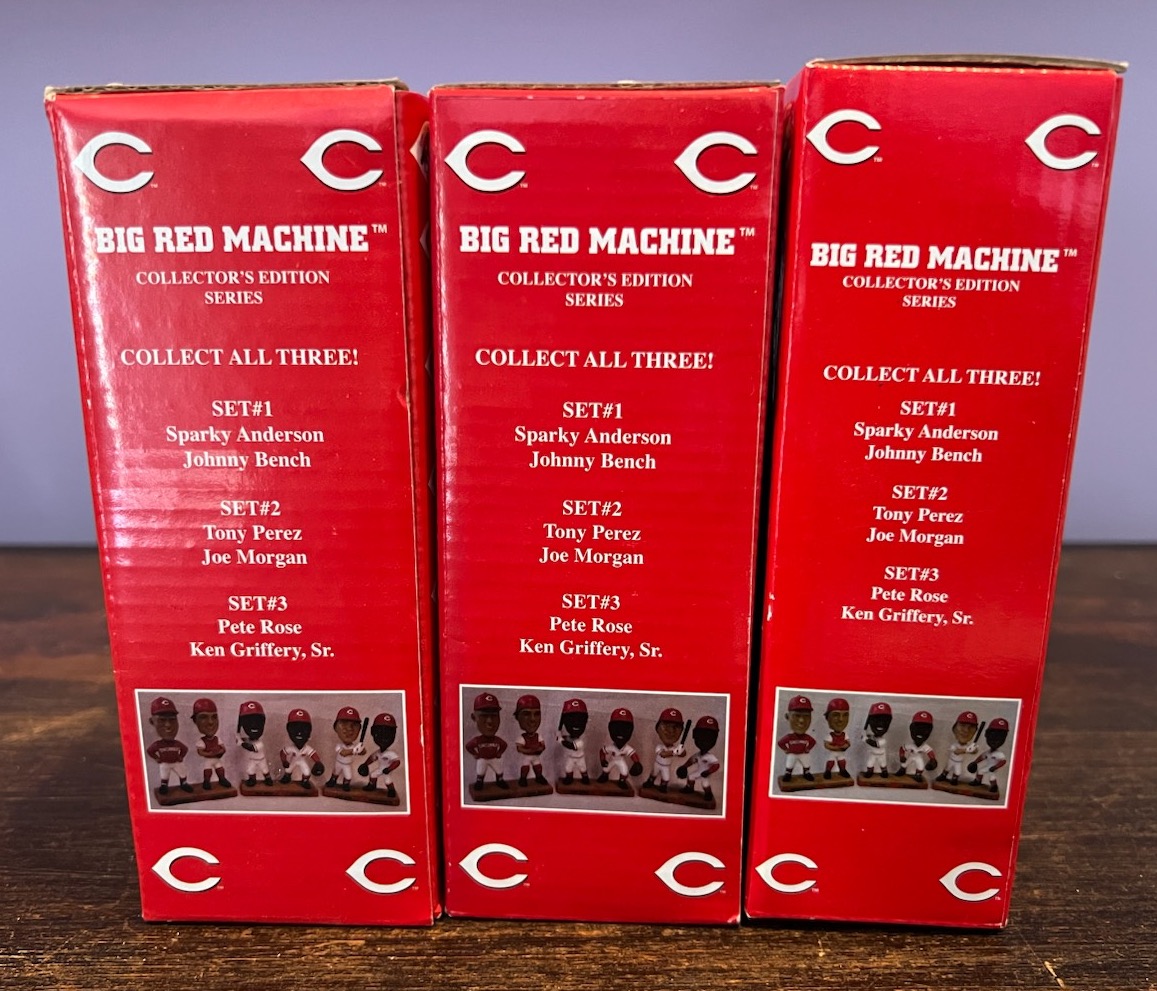 BIG RED MACHINE™
COLLECTOR'S EDITION
SERIES
COLLECT ALL THREE!
SET#1
Sparky Anderson
Johnny Bench
SET#2
Tony Perez
Joe Morgan
SET#3
Pete Rose
Ken Griffery, Sr.
BIG RED MACHINE™
COLLECTOR'S EDITION
SERIES
COLLECT ALL THREE!
SET#1
Sparky Anderson
Johnny Bench
SET#2
Tony Perez
Joe Morgan
SET#3
Pete Rose
Ken Griffery, Sr.
BIG RED MACHINE™
COLLECTOR'S EDITION
SERIES
COLLECT ALL THREE!
SET#1
Sparky Anderson
Johnny Bench
SET#2
Tony Perez
Joe Morgan
SET#3
Pete Rose
Ken Griffery, Sr.